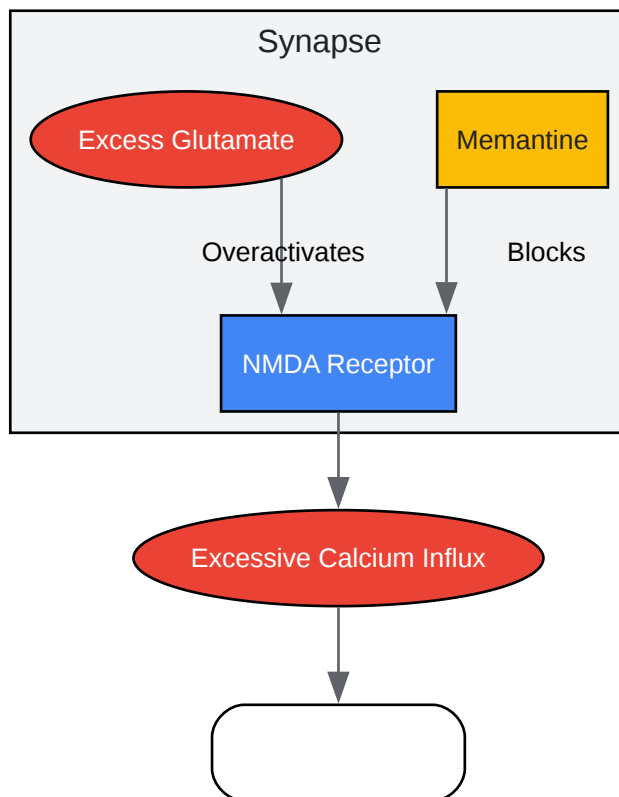 Synapse
Excess Glutamate
Memantine
Overactivates
Blocks
NMDA Receptor
Excessive Calcium Influx